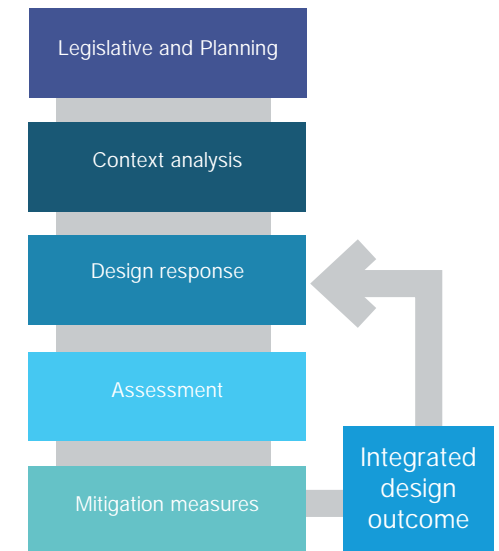 Legislative and Planning
Context analysis
Design response
Assessment
Mitigation measures
Integrated
design
outcome